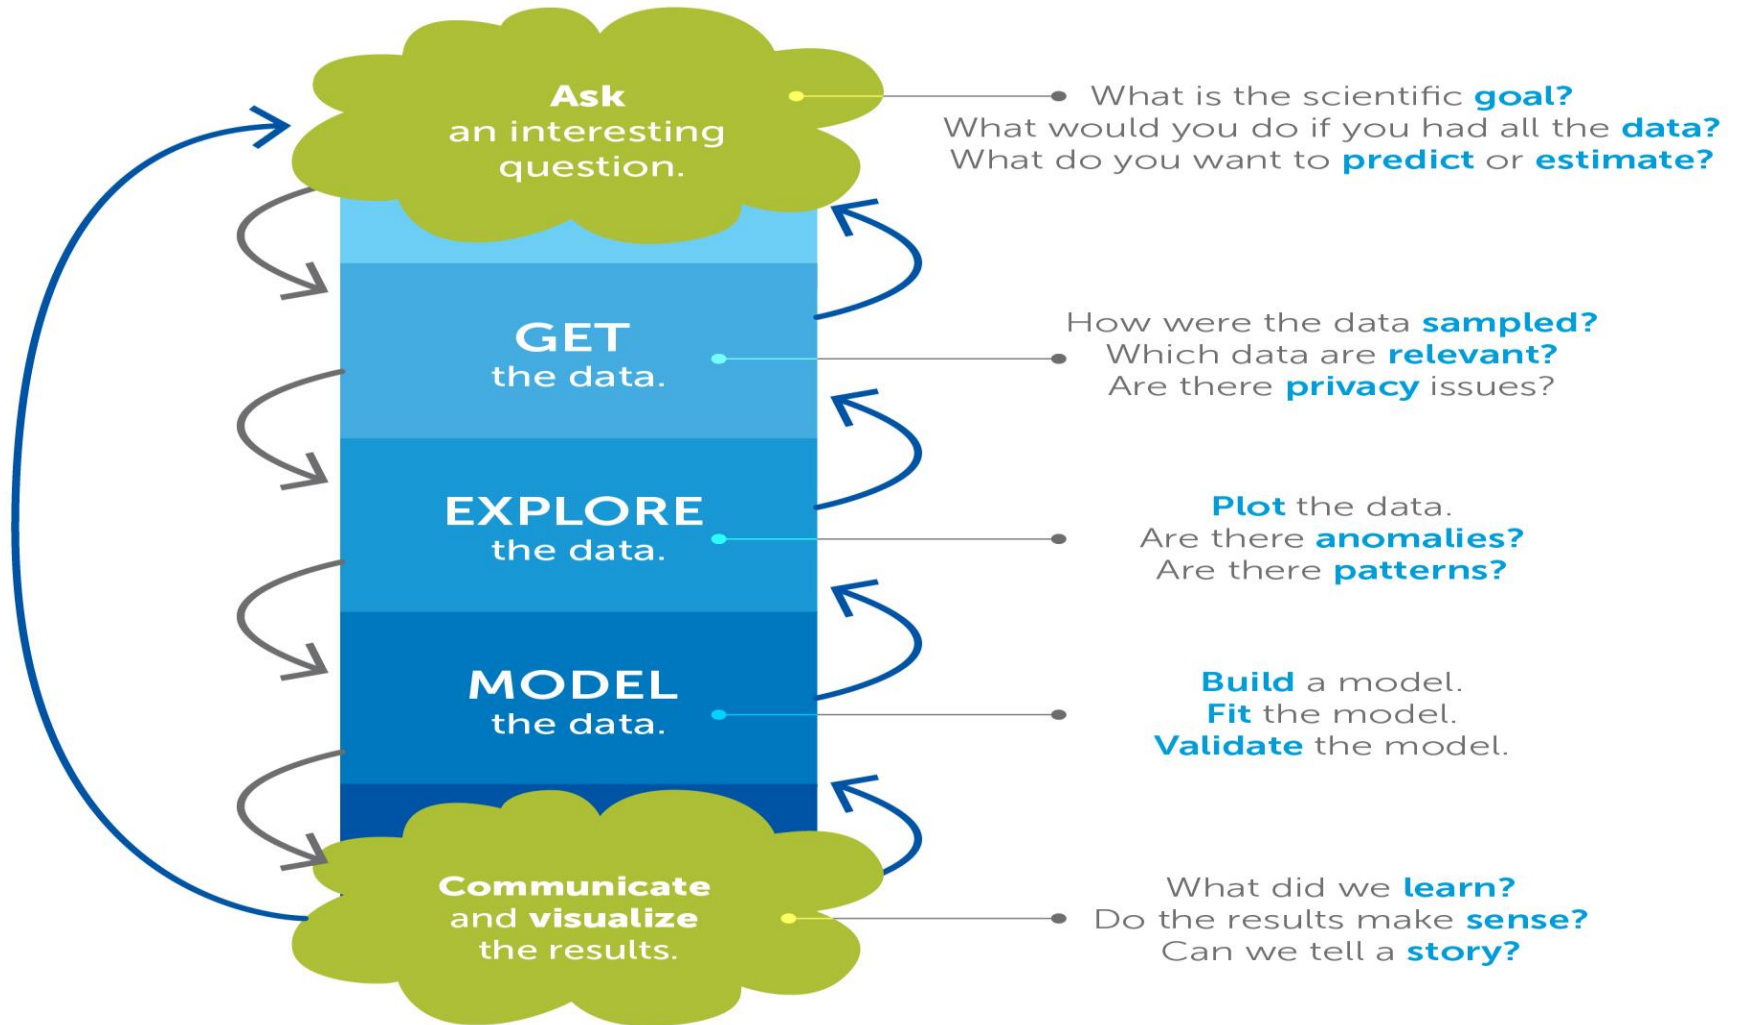 Ask
an interesting
question.
What is the scientific goal?
What would you do if you had all the data?
What do you want to predict or estimate?
GET
the data.
How were the data sampled?
Which data are relevant?
Are there privacy issues?
EXPLORE
the data.
Plot the data.
Are there anomalies?
Are there patterns?
MODEL
the data.
Build a model.
Fit the model.
Validate the model.
Communicate
and visualize
the results.
What did we learn?
Do the results make sense?
Can we tell a story?